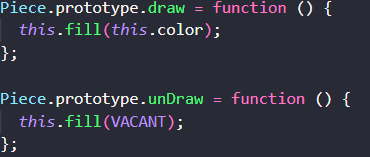 Piece.prototype.draw = function () {
  this.fill(this.color);
};

Piece.prototype.unDraw = function () {
  this.fill(VACANT);
};